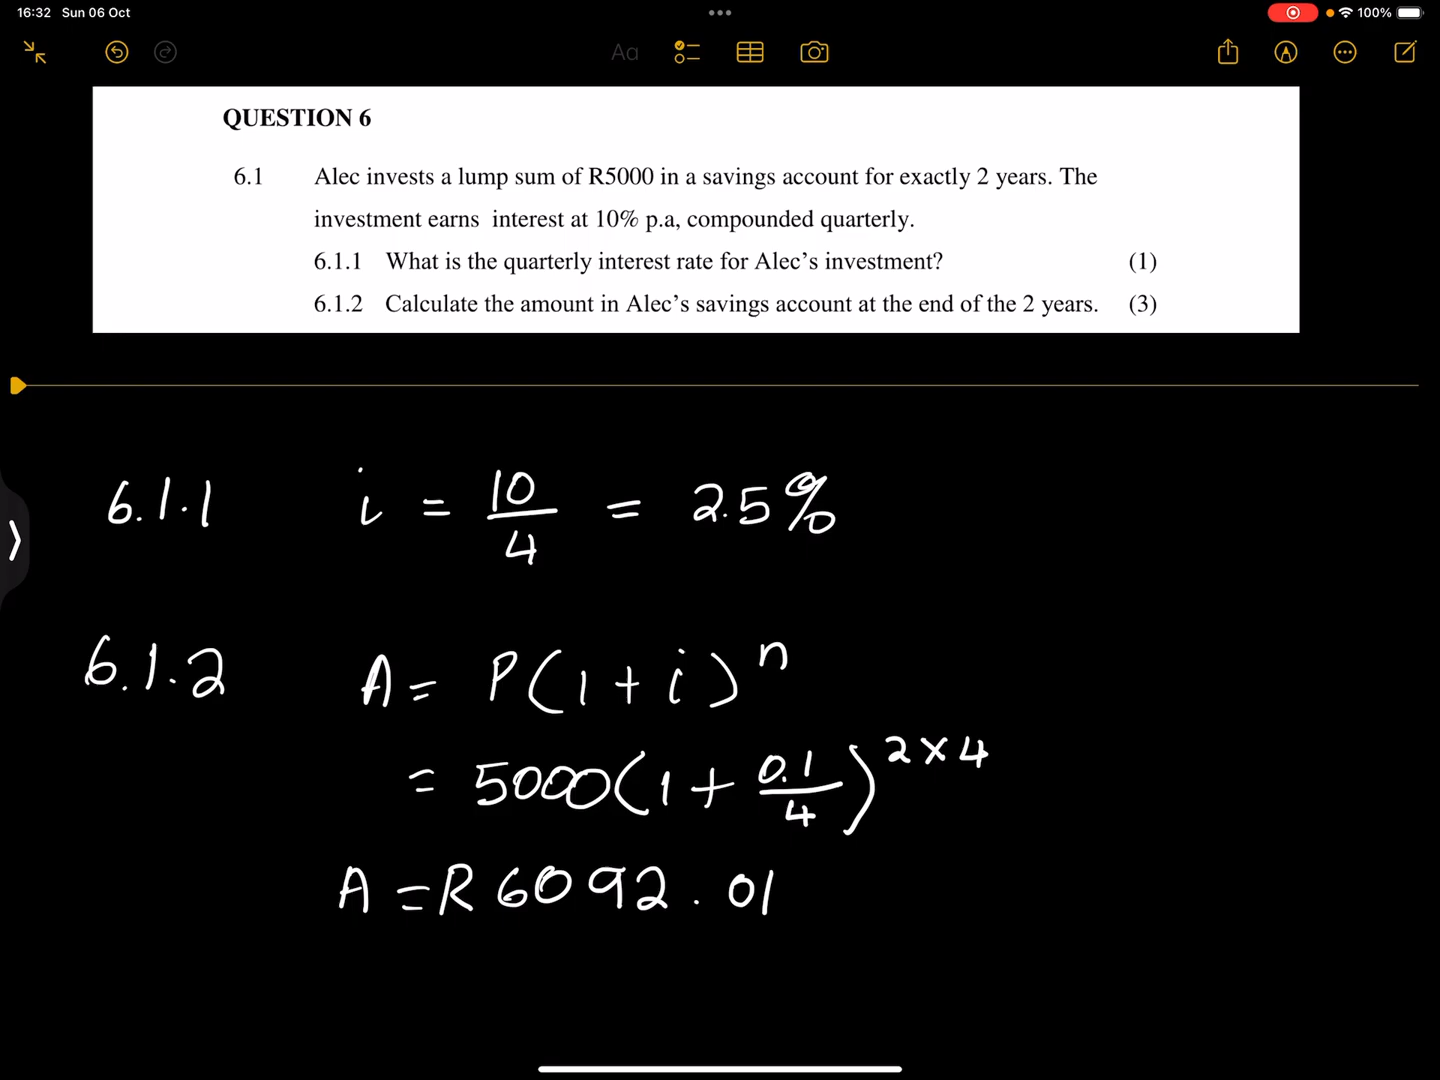 16:32 Sun 06 Oct 100%
Aa
QUESTION 6
6.1 Alec invests a lump sum of R5000 in a savings account for exactly 2 years. The
investment earns interest at 10% p.a, compounded quarterly.
6.1.1 What is the quarterly interest rate for Alec's investment? (1)
6.1.2 Calculate the amount in Alec's savings account at the end of the 2 years. (3)
6.1.1 i = 10/4 = 2.5%
6.1.2 A = P(1+i)^n
= 5000(1 + 0.1/4)^2×4
A = R 6092.01